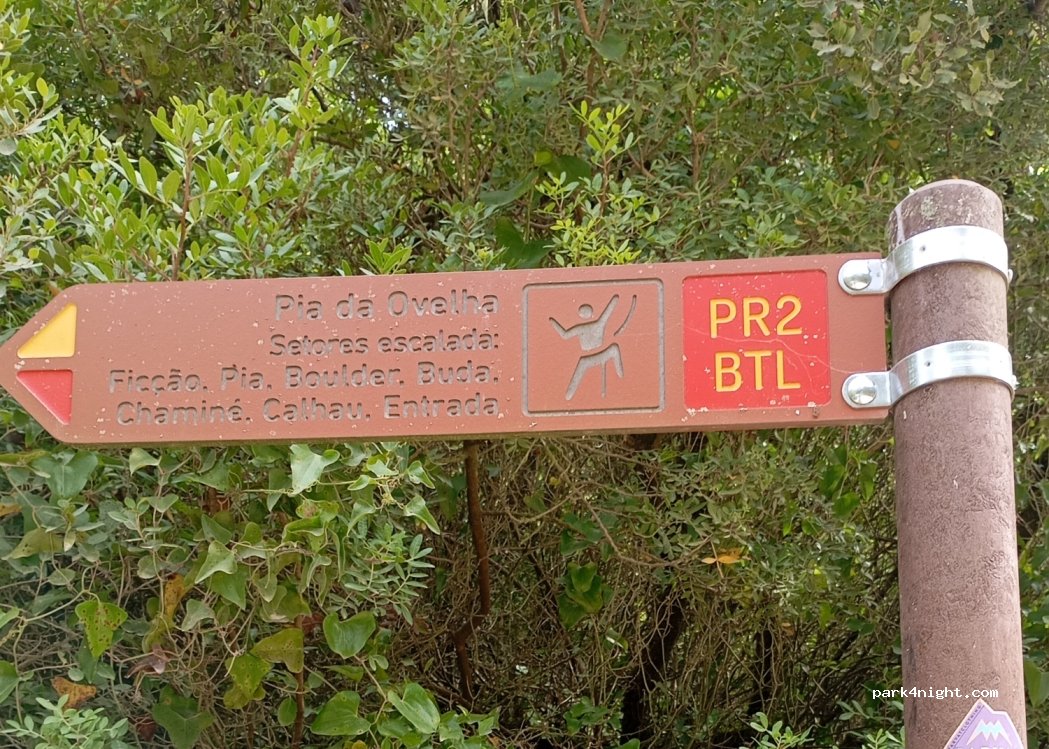 Pia da Ovelha
Setores escalada:
Ficção, Pia, Boulder, Buda,
Chaminé, Calhau, Entrada
PR2
BTL
park4night.com